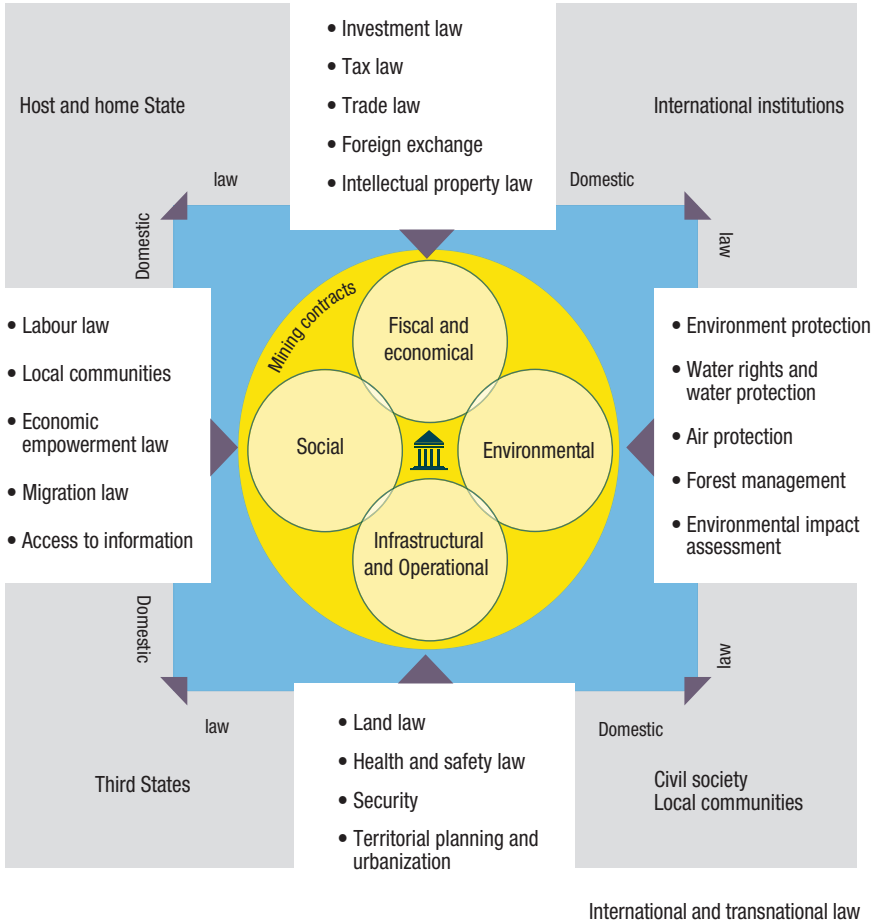 • Investment law
• Tax law
• Trade law
• Foreign exchange
• Intellectual property law
Host and home State
International institutions
law
Domestic
Domestic
law
Mining contracts
Fiscal and
economical
Social
Environmental
Infrastructural
and Operational
• Labour law
• Local communities
• Economic
empowerment law
• Migration law
• Access to information
• Environment protection
• Water rights and
water protection
• Air protection
• Forest management
• Environmental impact
assessment
Domestic
law
law
Domestic
• Land law
• Health and safety law
• Security
• Territorial planning and
urbanization
Third States
Civil society
Local communities
International and transnational law